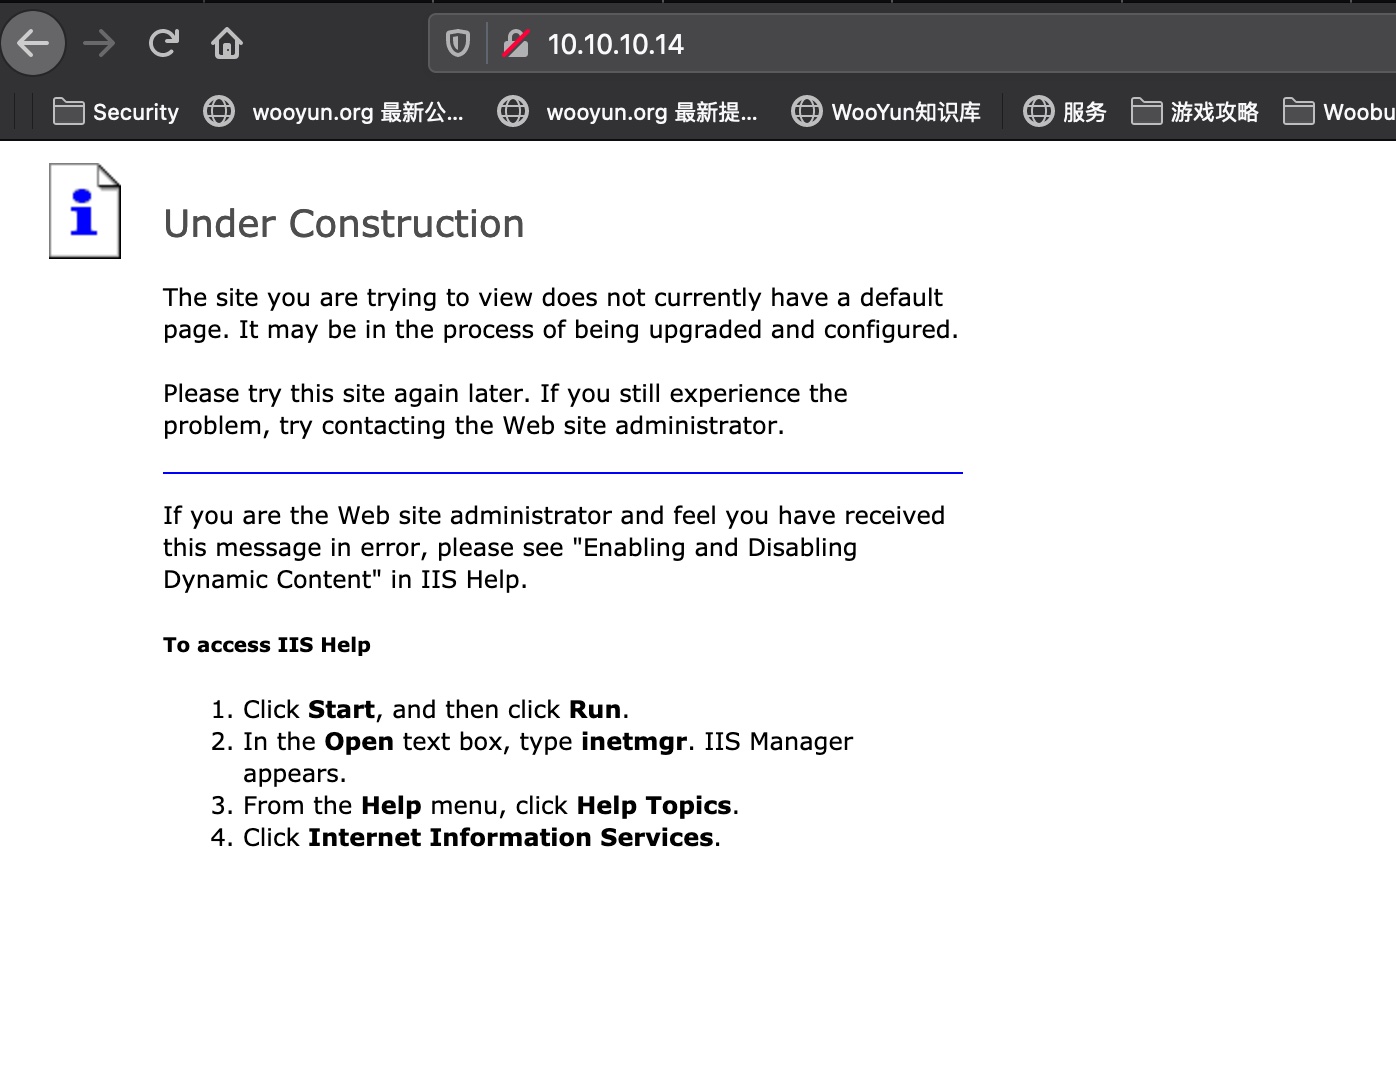 10.10.10.14
Security wooyun.org 最新公... wooyun.org 最新提... WooYun知识库 服务 游戏攻略 Woobu
Under Construction
The site you are trying to view does not currently have a default
page. It may be in the process of being upgraded and configured.
Please try this site again later. If you still experience the
problem, try contacting the Web site administrator.
If you are the Web site administrator and feel you have received
this message in error, please see "Enabling and Disabling
Dynamic Content" in IIS Help.
To access IIS Help
1. Click Start, and then click Run.
2. In the Open text box, type inetmgr. IIS Manager
appears.
3. From the Help menu, click Help Topics.
4. Click Internet Information Services.